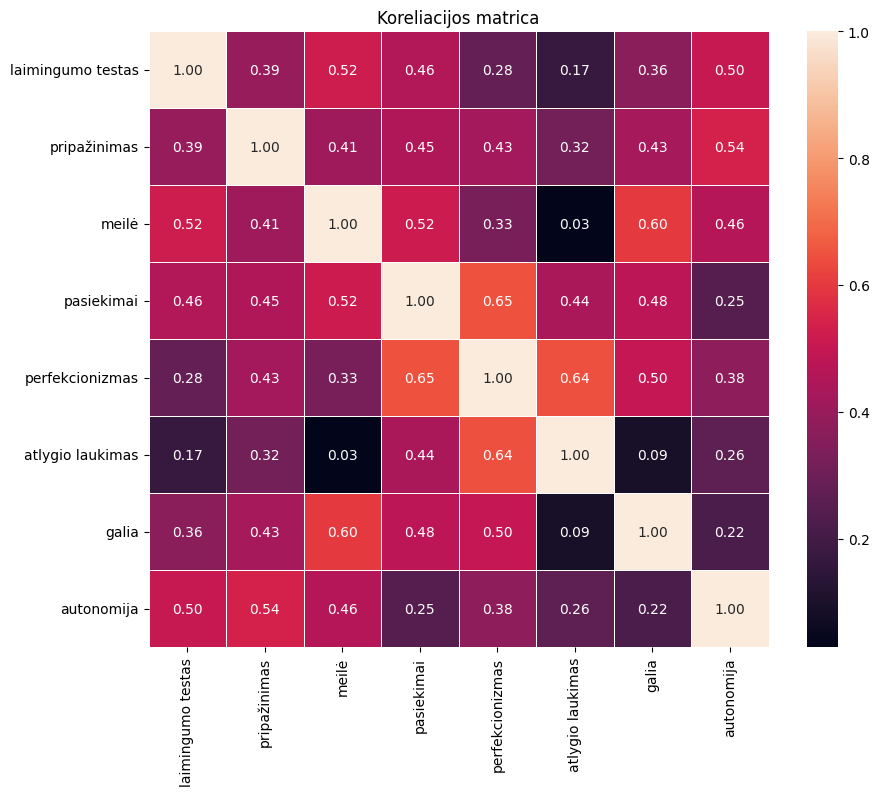 Koreliacijos matrica
laimingumo testas 1.00 0.39 0.52 0.46 0.28 0.17 0.36 0.50
pripažinimas 0.39 1.00 0.41 0.45 0.43 0.32 0.43 0.54
meilė 0.52 0.41 1.00 0.52 0.33 0.03 0.60 0.46
pasiekimai 0.46 0.45 0.52 1.00 0.65 0.44 0.48 0.25
perfekcionizmas 0.28 0.43 0.33 0.65 1.00 0.64 0.50 0.38
atlygio laukimas 0.17 0.32 0.03 0.44 0.64 1.00 0.09 0.26
galia 0.36 0.43 0.60 0.48 0.50 0.09 1.00 0.22
autonomija 0.50 0.54 0.46 0.25 0.38 0.26 0.22 1.00
laimingumo testas
pripažinimas
meilė
pasiekimai
perfekcionizmas
atlygio laukimas
galia
autonomija
1.0
0.8
0.6
0.4
0.2